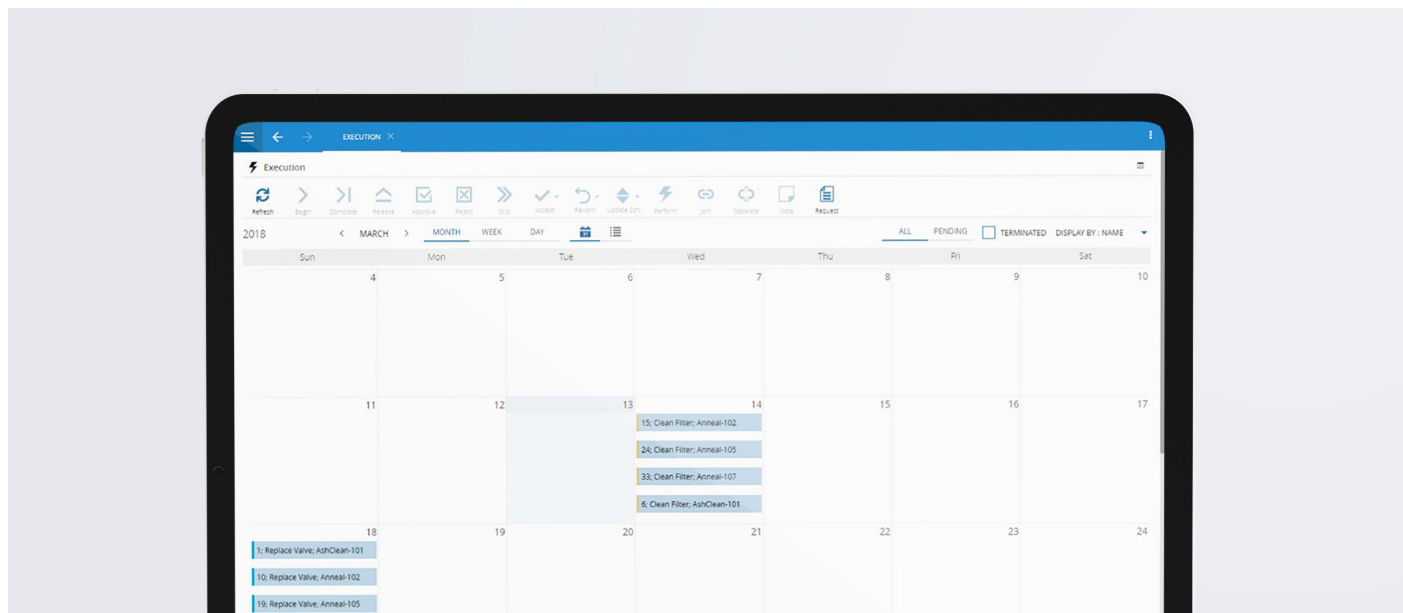 EXECUTION
Execution
Refresh Begin Complete Release Approve Reject Skip Accept Rework Update Sch... Perform Join Separate Note Request
2018 < MARCH > MONTH WEEK DAY 31 ALL PENDING TERMINATED DISPLAY BY : NAME
Sun Mon Tue Wed Thu Fri Sat
4 5 6 7 8 9 10
11 12 13 14 15 16 17
15; Clean Filter; Anneal-102
24; Clean Filter; Anneal-105
33; Clean Filter; Anneal-107
6; Clean Filter; AshClean-101
18 19 20 21 22 23 24
1; Replace Valve; AshClean-101
10; Replace Valve; Anneal-102
19; Replace Valve; Anneal-105